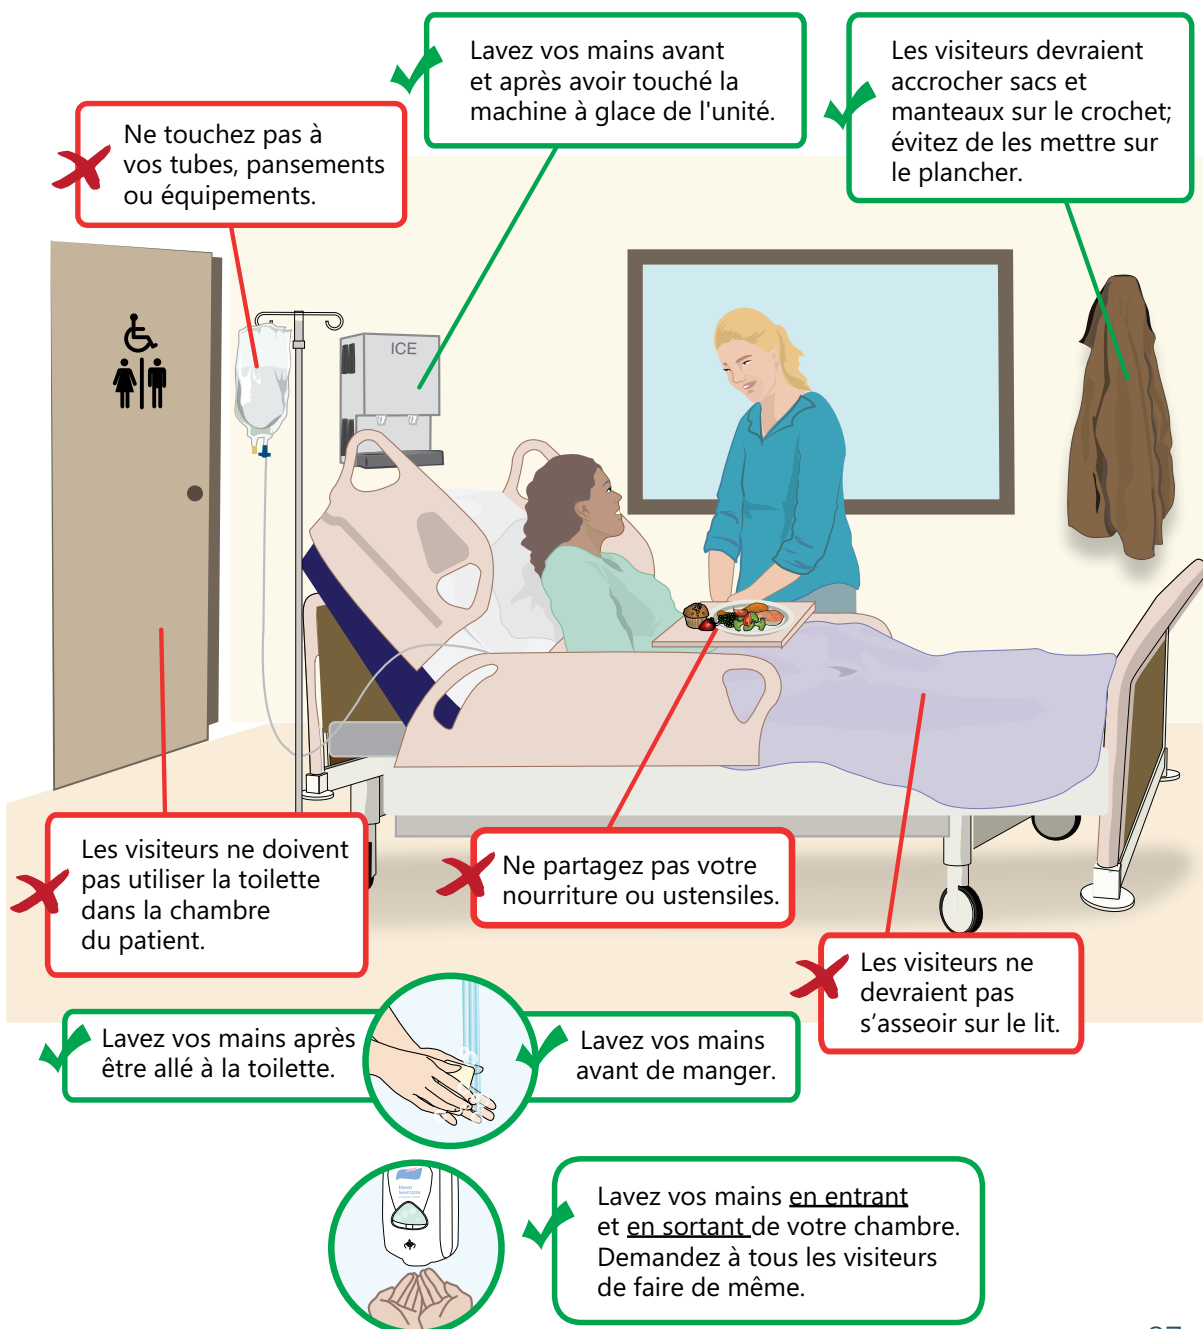 Lavez vos mains avant
et après avoir touché la
machine à glace de l'unité.
Les visiteurs devraient
accrocher sacs et
manteaux sur le crochet;
évitez de les mettre sur
le plancher.
Ne touchez pas à
vos tubes, pansements
ou équipements.
ICE
Les visiteurs ne doivent
pas utiliser la toilette
dans la chambre
du patient.
Ne partagez pas votre
nourriture ou ustensiles.
Les visiteurs ne
devraient pas
s’asseoir sur le lit.
Lavez vos mains après
être allé à la toilette.
Lavez vos mains
avant de manger.
Lavez vos mains en entrant
et en sortant de votre chambre.
Demandez à tous les visiteurs
de faire de même.